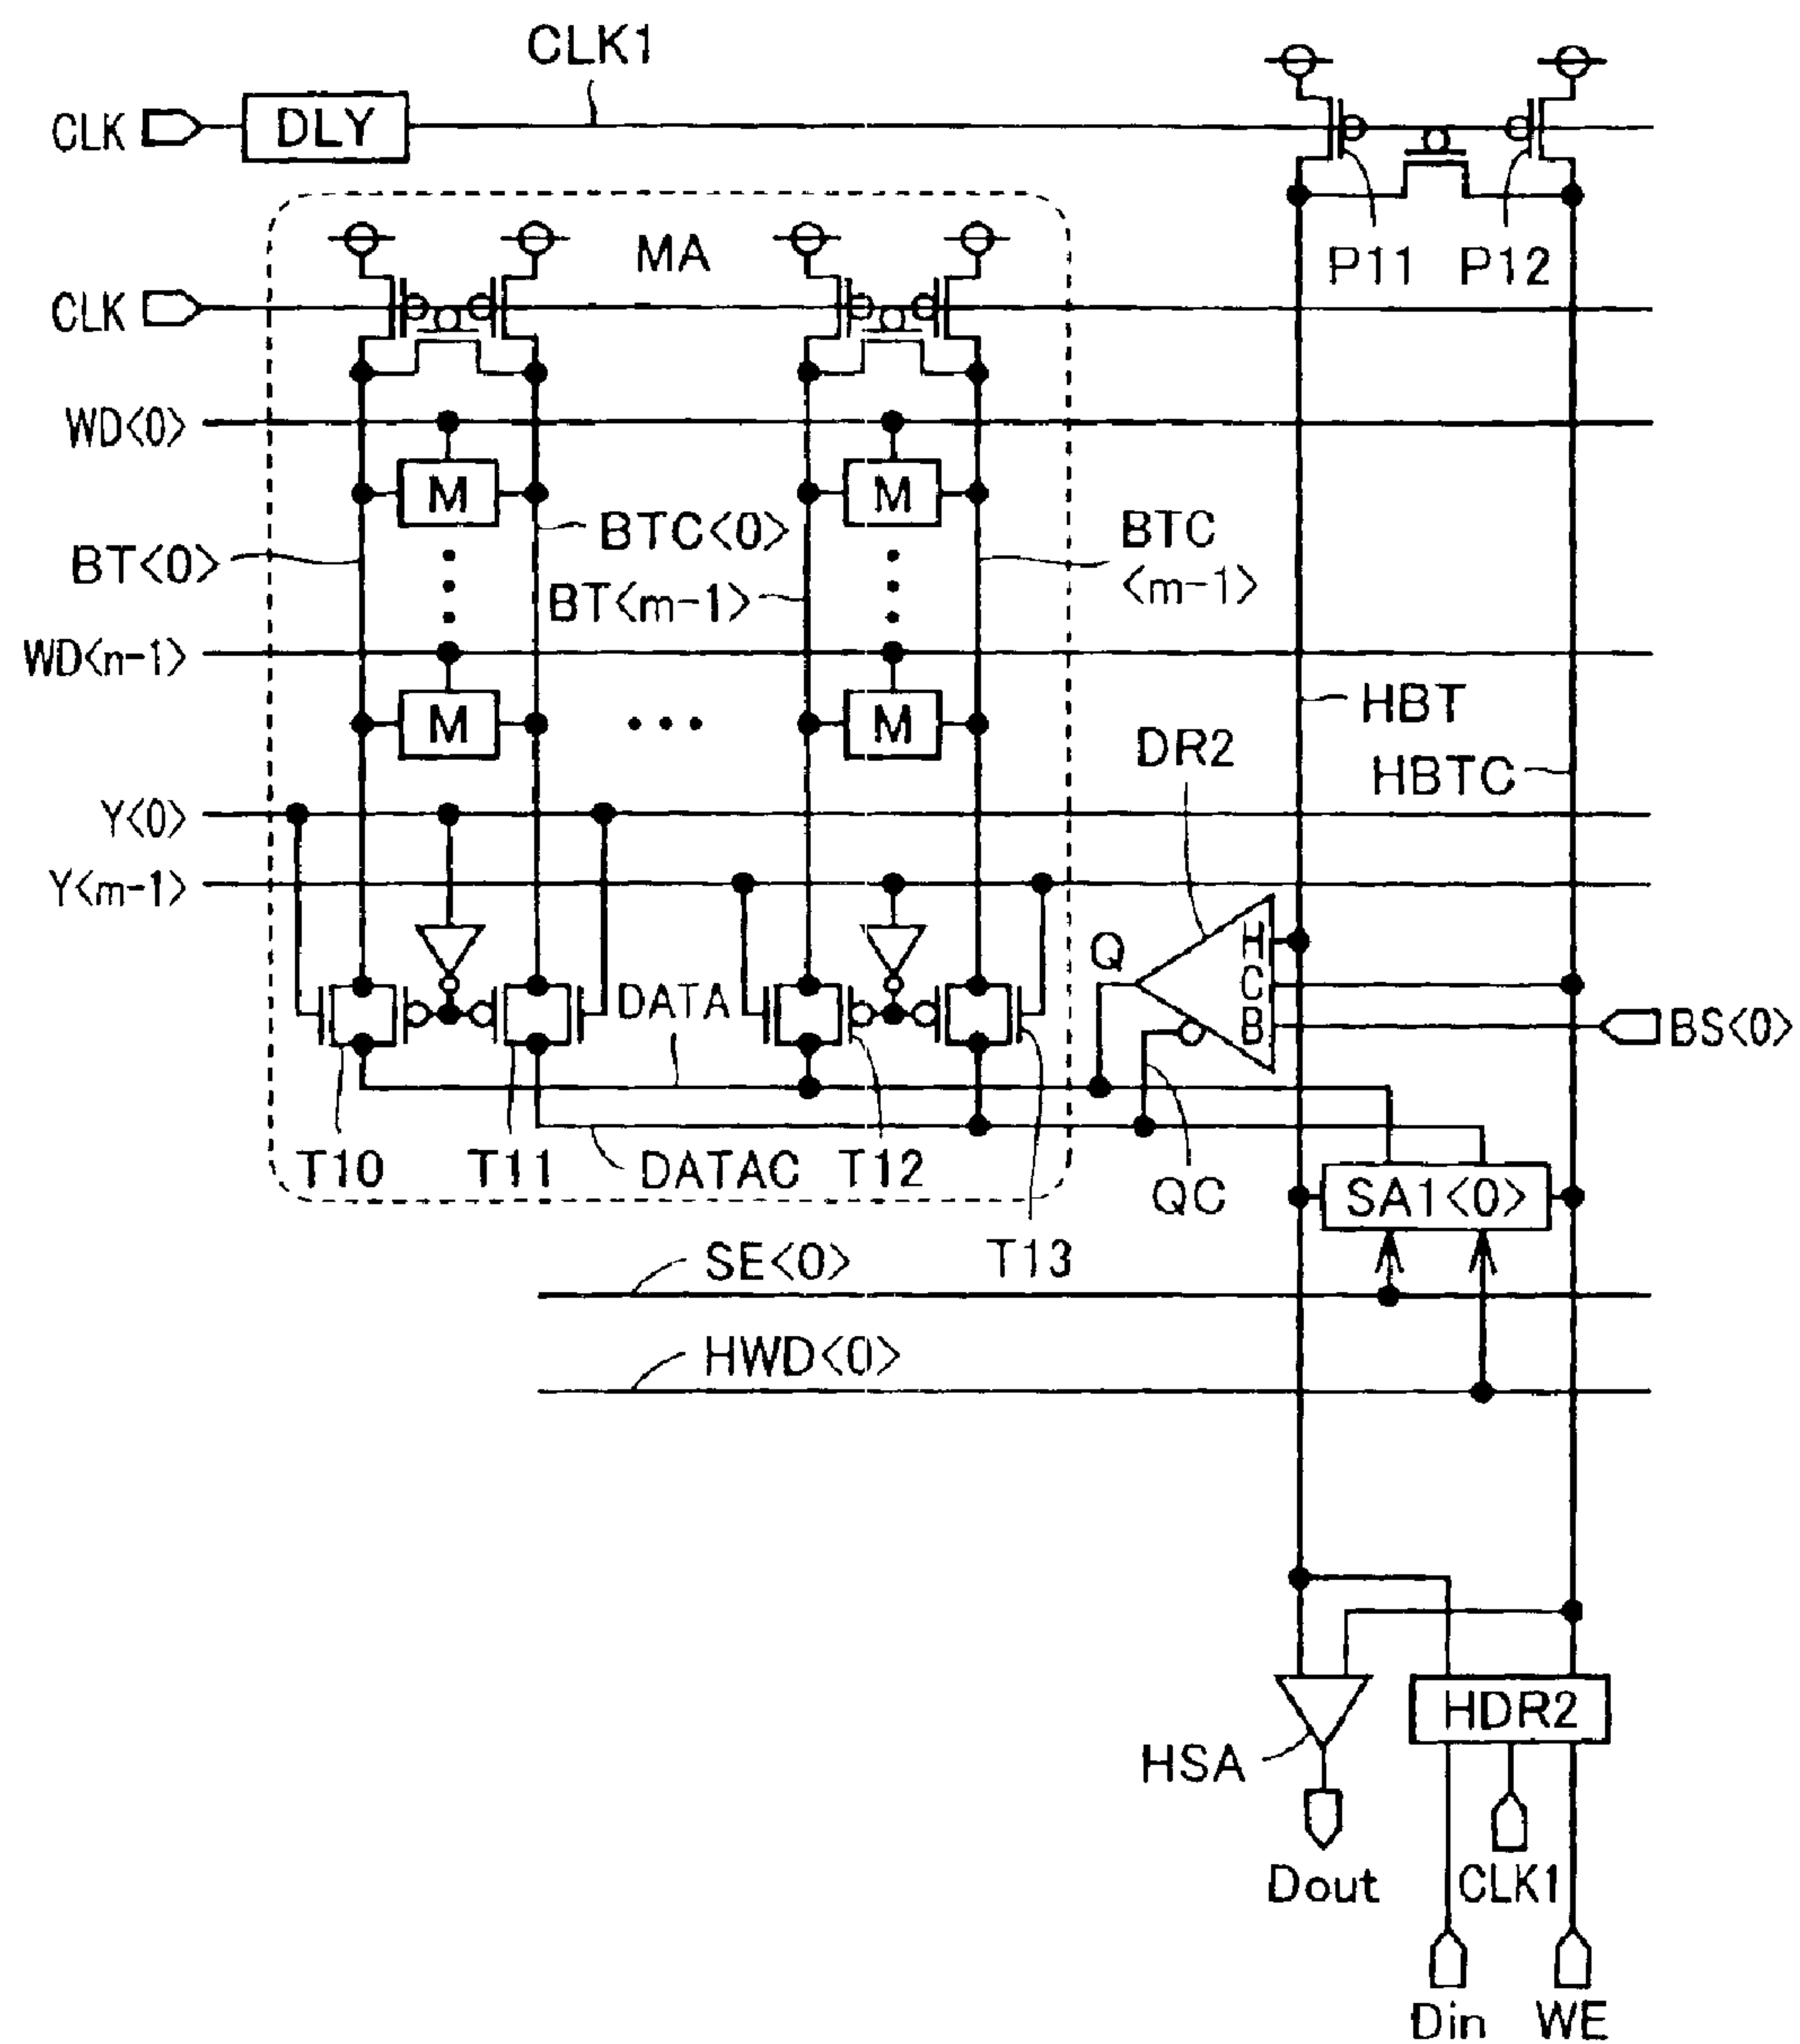 CLK1
CLK
DLY
P11
P12
MA
CLK
WD<0>
M
M
BT<0>
BTC<0>
BT<m-1>
BTC
<m-1>
WD<n-1>
HBT
M
M
DR2
HBTC
Y<0>
Y<m-1>
Q
H
C
B
DATA
BS<0>
T10
T11
DATAC
T12
QC
SA1<0>
T13
SE<0>
HWD<0>
HDR2
HSA
Dout
CLK1
Din
WE